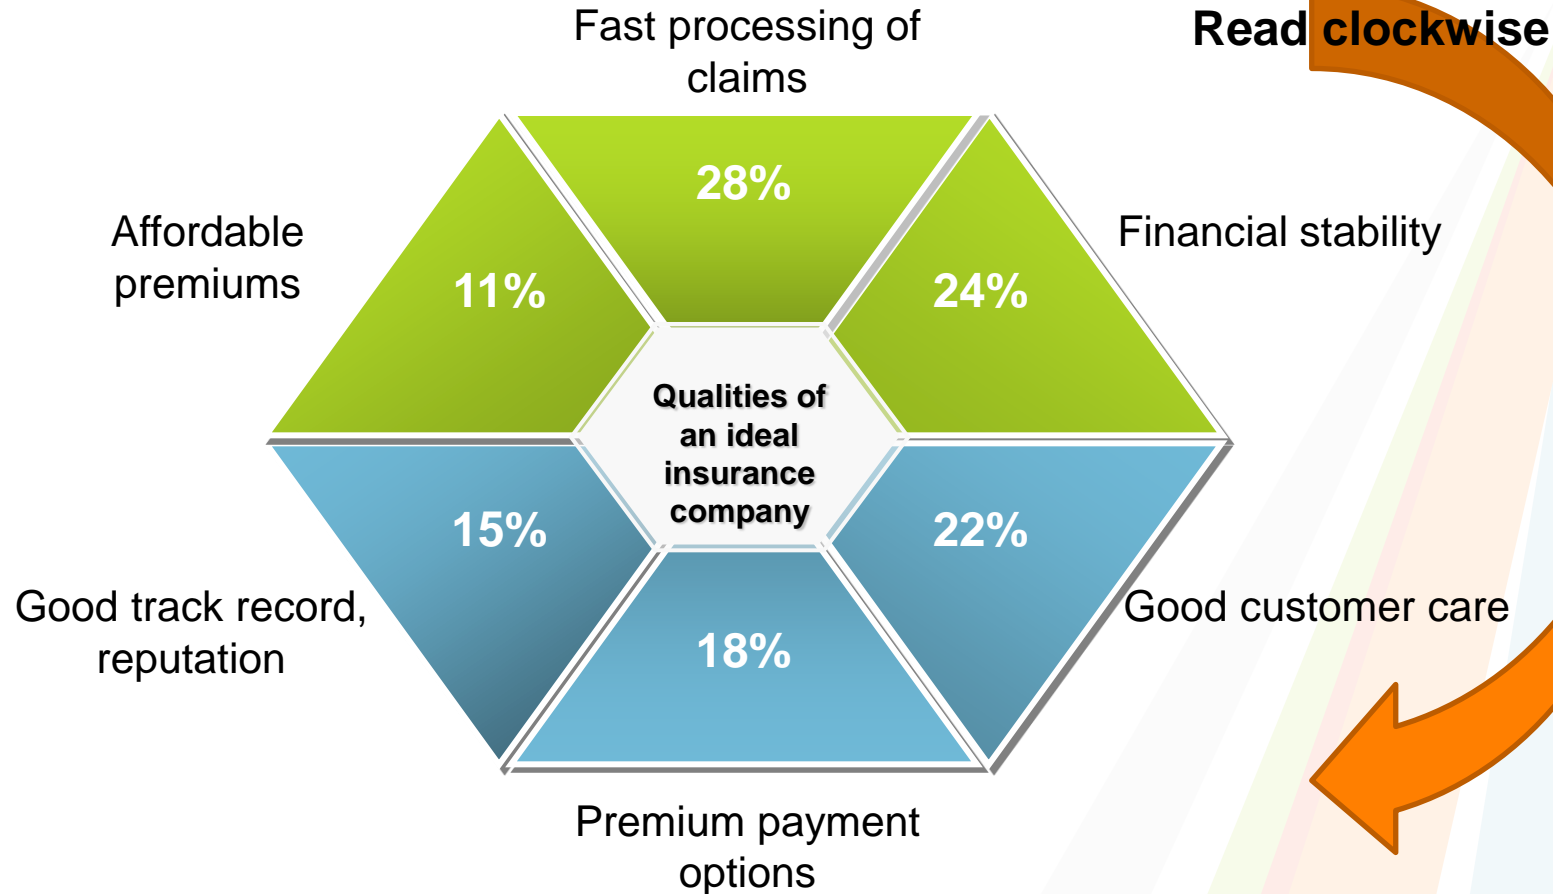 Read clockwise
Fast processing of
claims
28%
Financial stability
24%
Good customer care
22%
Premium payment
options
18%
Good track record,
reputation
15%
Affordable
premiums
11%
Qualities of
an ideal
insurance
company